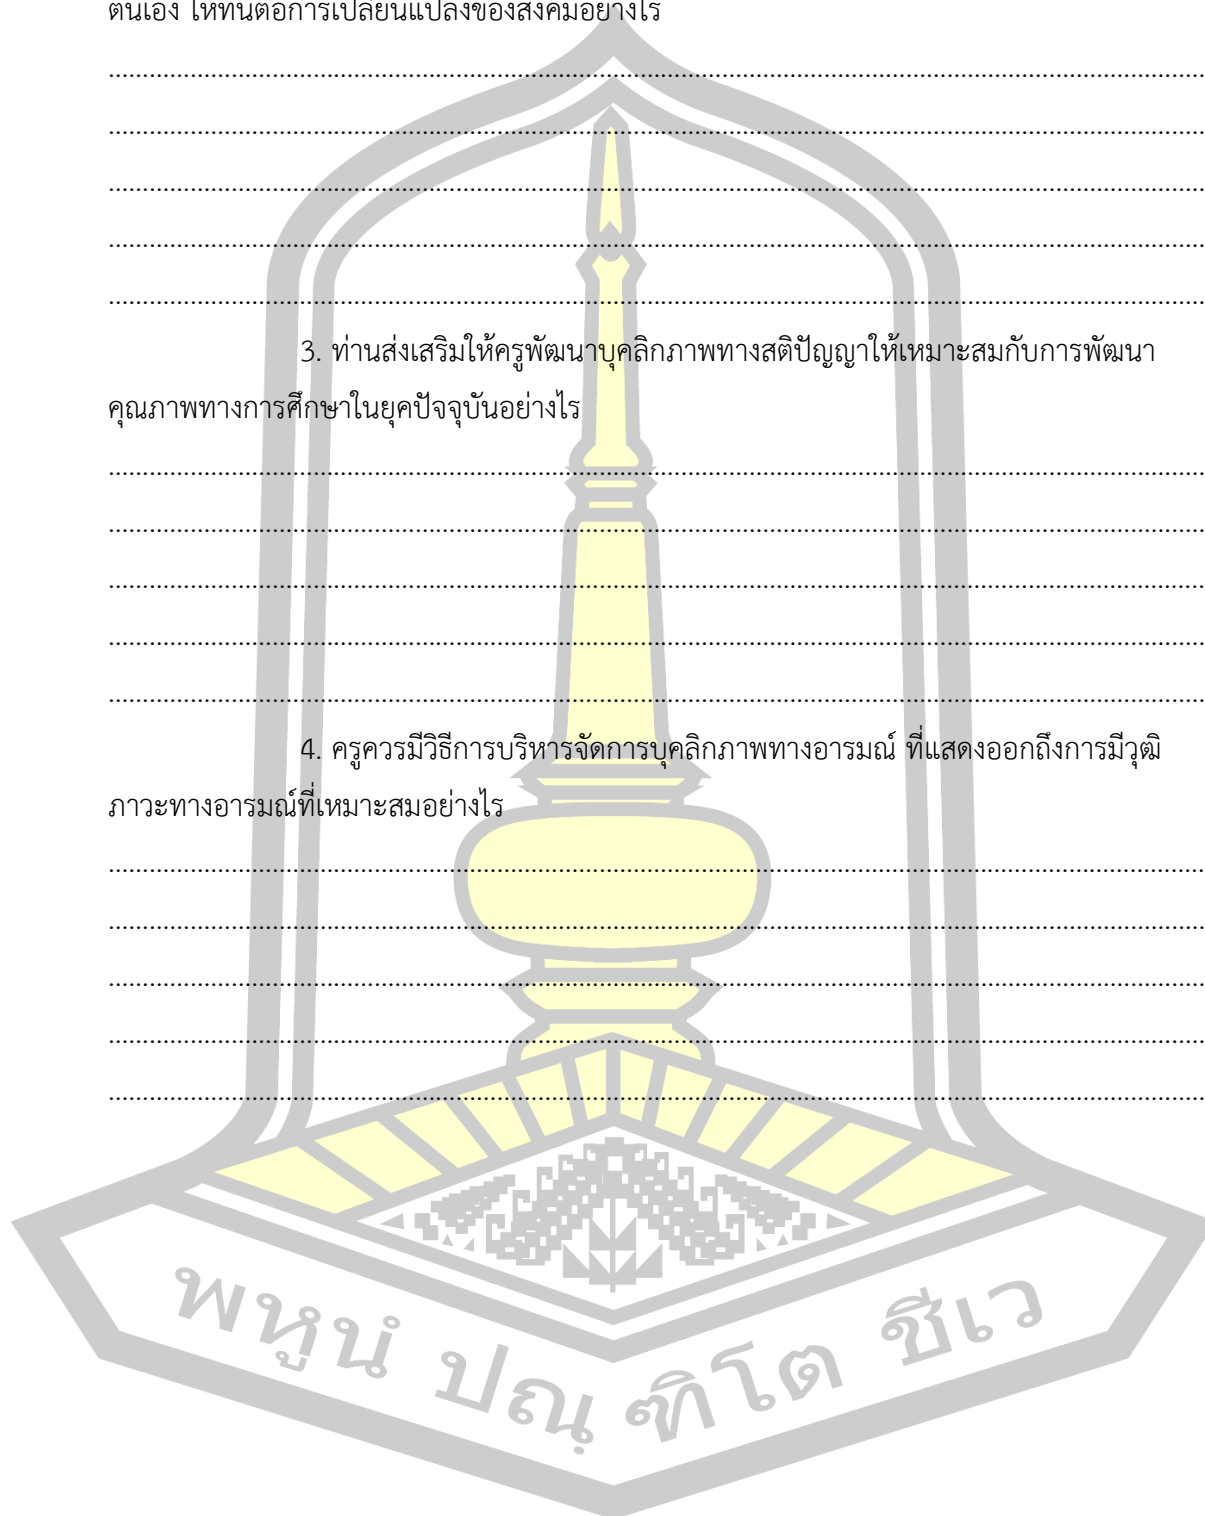 ตนเอง ให้ทันต่อการเปลี่ยนแปลงของสังคมอย่างไร
........................................................................................................................................................................
........................................................................................................................................................................
........................................................................................................................................................................
........................................................................................................................................................................
........................................................................................................................................................................
3. ท่านส่งเสริมให้ครูพัฒนาบุคลิกภาพทางสติปัญญาให้เหมาะสมกับการพัฒนา
คุณภาพทางการศึกษาในยุคปัจจุบันอย่างไร
........................................................................................................................................................................
........................................................................................................................................................................
........................................................................................................................................................................
........................................................................................................................................................................
........................................................................................................................................................................
4. ครูควรมีวิธีการบริหารจัดการบุคลิกภาพทางอารมณ์ ที่แสดงออกถึงการมีวุฒิ
ภาวะทางอารมณ์ที่เหมาะสมอย่างไร
........................................................................................................................................................................
........................................................................................................................................................................
........................................................................................................................................................................
........................................................................................................................................................................
........................................................................................................................................................................
พหูนํ ปณฺฑิโต ชีเว